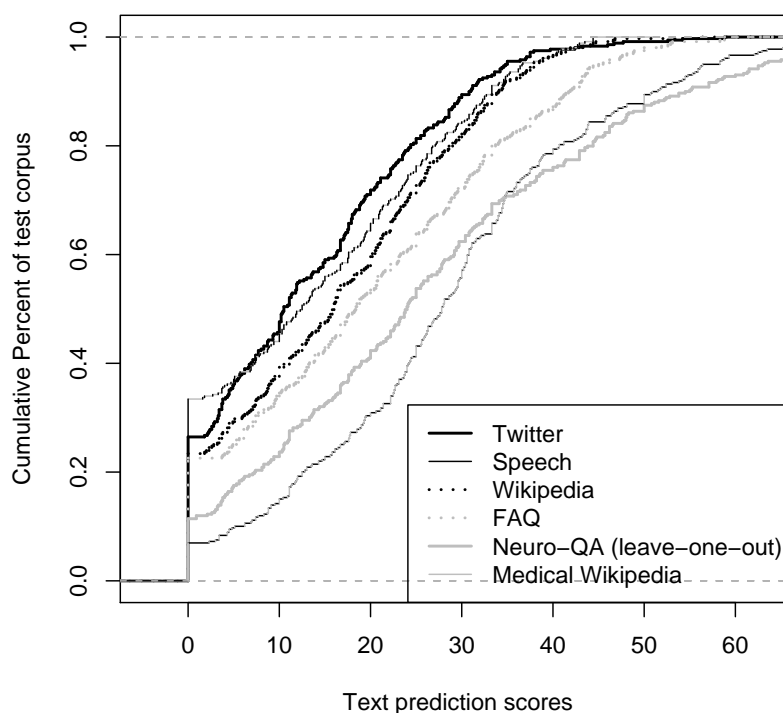 Cumulative Percent of test corpus
1.0
0.8
0.6
0.4
0.2
0.0
Twitter
Speech
Wikipedia
FAQ
Neuro−QA (leave−one−out)
Medical Wikipedia
0 10 20 30 40 50 60
Text prediction scores